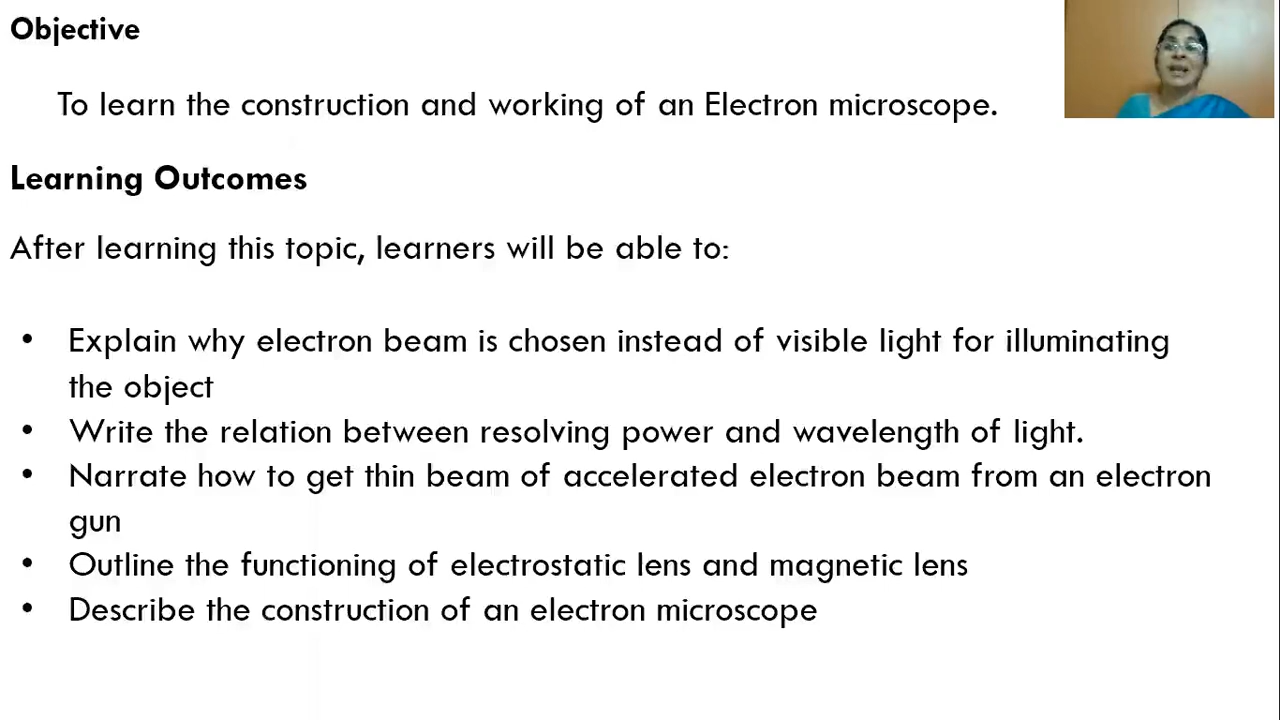 Objective
To learn the construction and working of an Electron microscope.
Learning Outcomes
After learning this topic, learners will be able to:
• Explain why electron beam is chosen instead of visible light for illuminating
the object
• Write the relation between resolving power and wavelength of light.
• Narrate how to get thin beam of accelerated electron beam from an electron
gun
• Outline the functioning of electrostatic lens and magnetic lens
• Describe the construction of an electron microscope